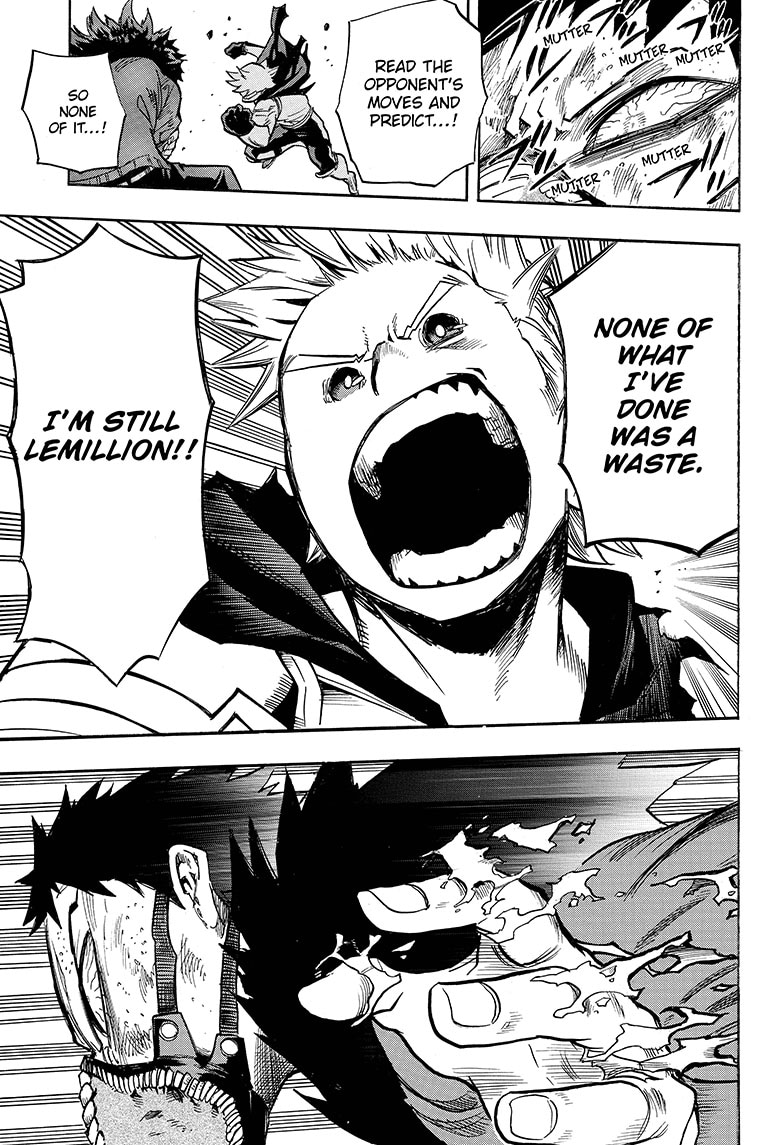 MUTTER
MUTTER
MUTTER
MUTTER
MUTTER
MUTTER
READ THE
OPPONENT'S
MOVES AND
PREDICT...!
SO
NONE
OF IT...!
NONE OF
WHAT
I'VE
DONE
WAS A
WASTE.
I'M STILL
LEMILLION!!